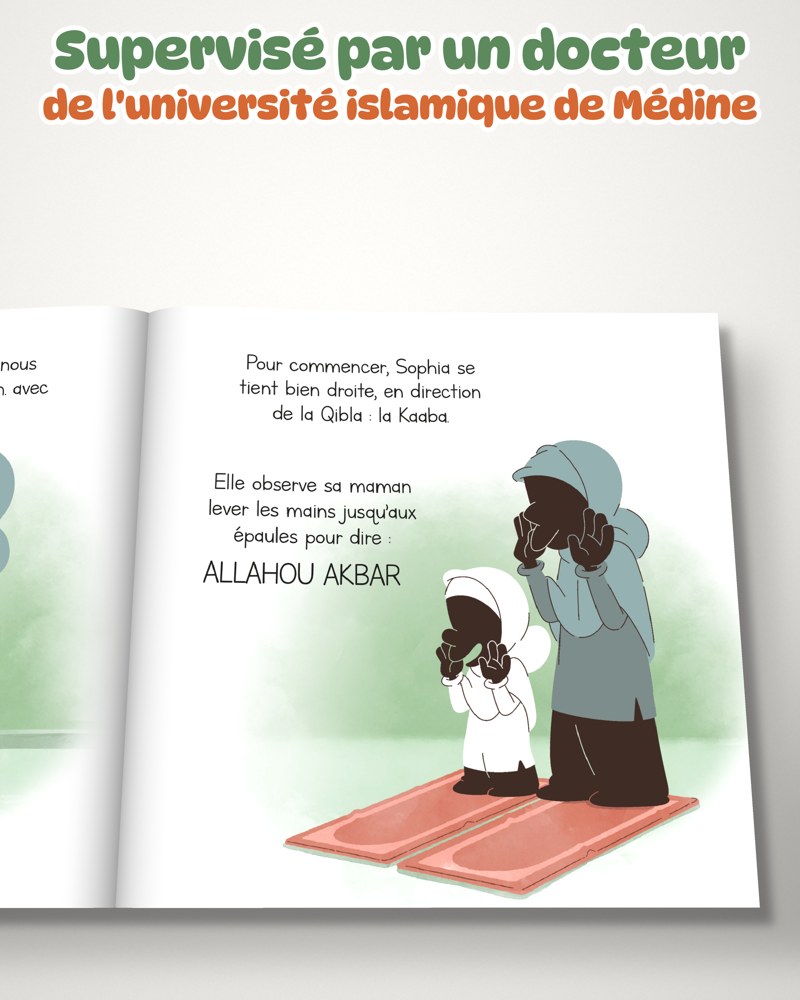 Supervisé par un docteur
de l'université islamique de Médine
nous
avec
Pour commencer, Sophia se
tient bien droite, en direction
de la Qibla : la Kaaba.
Elle observe sa maman
lever les mains jusqu'aux
épaules pour dire :
ALLAHOU AKBAR